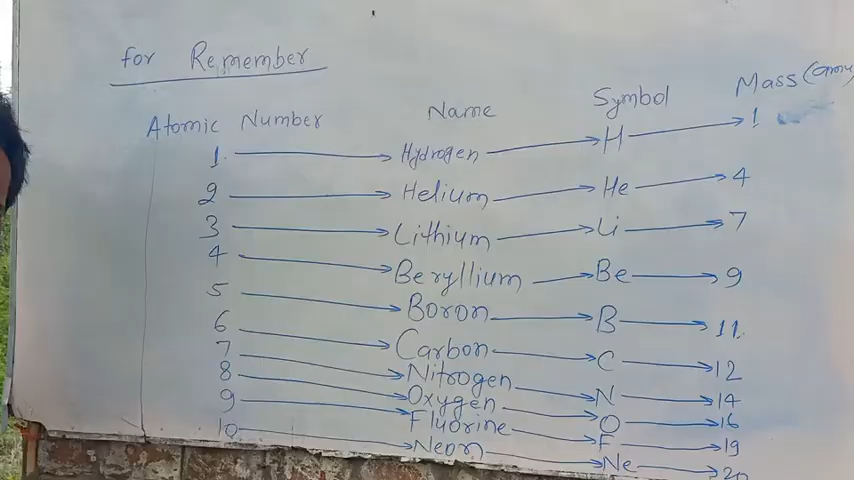 for Remember
Atomic Number Name Symbol Mass (amu)
1 Hydrogen H 1
2 Helium He 4
3 Lithium Li 7
4 Beryllium Be 9
5 Boron B 11
6 Carbon C 12
7 Nitrogen N 14
8 Oxygen O 16
9 Fluorine F 19
10 Neon Ne 20